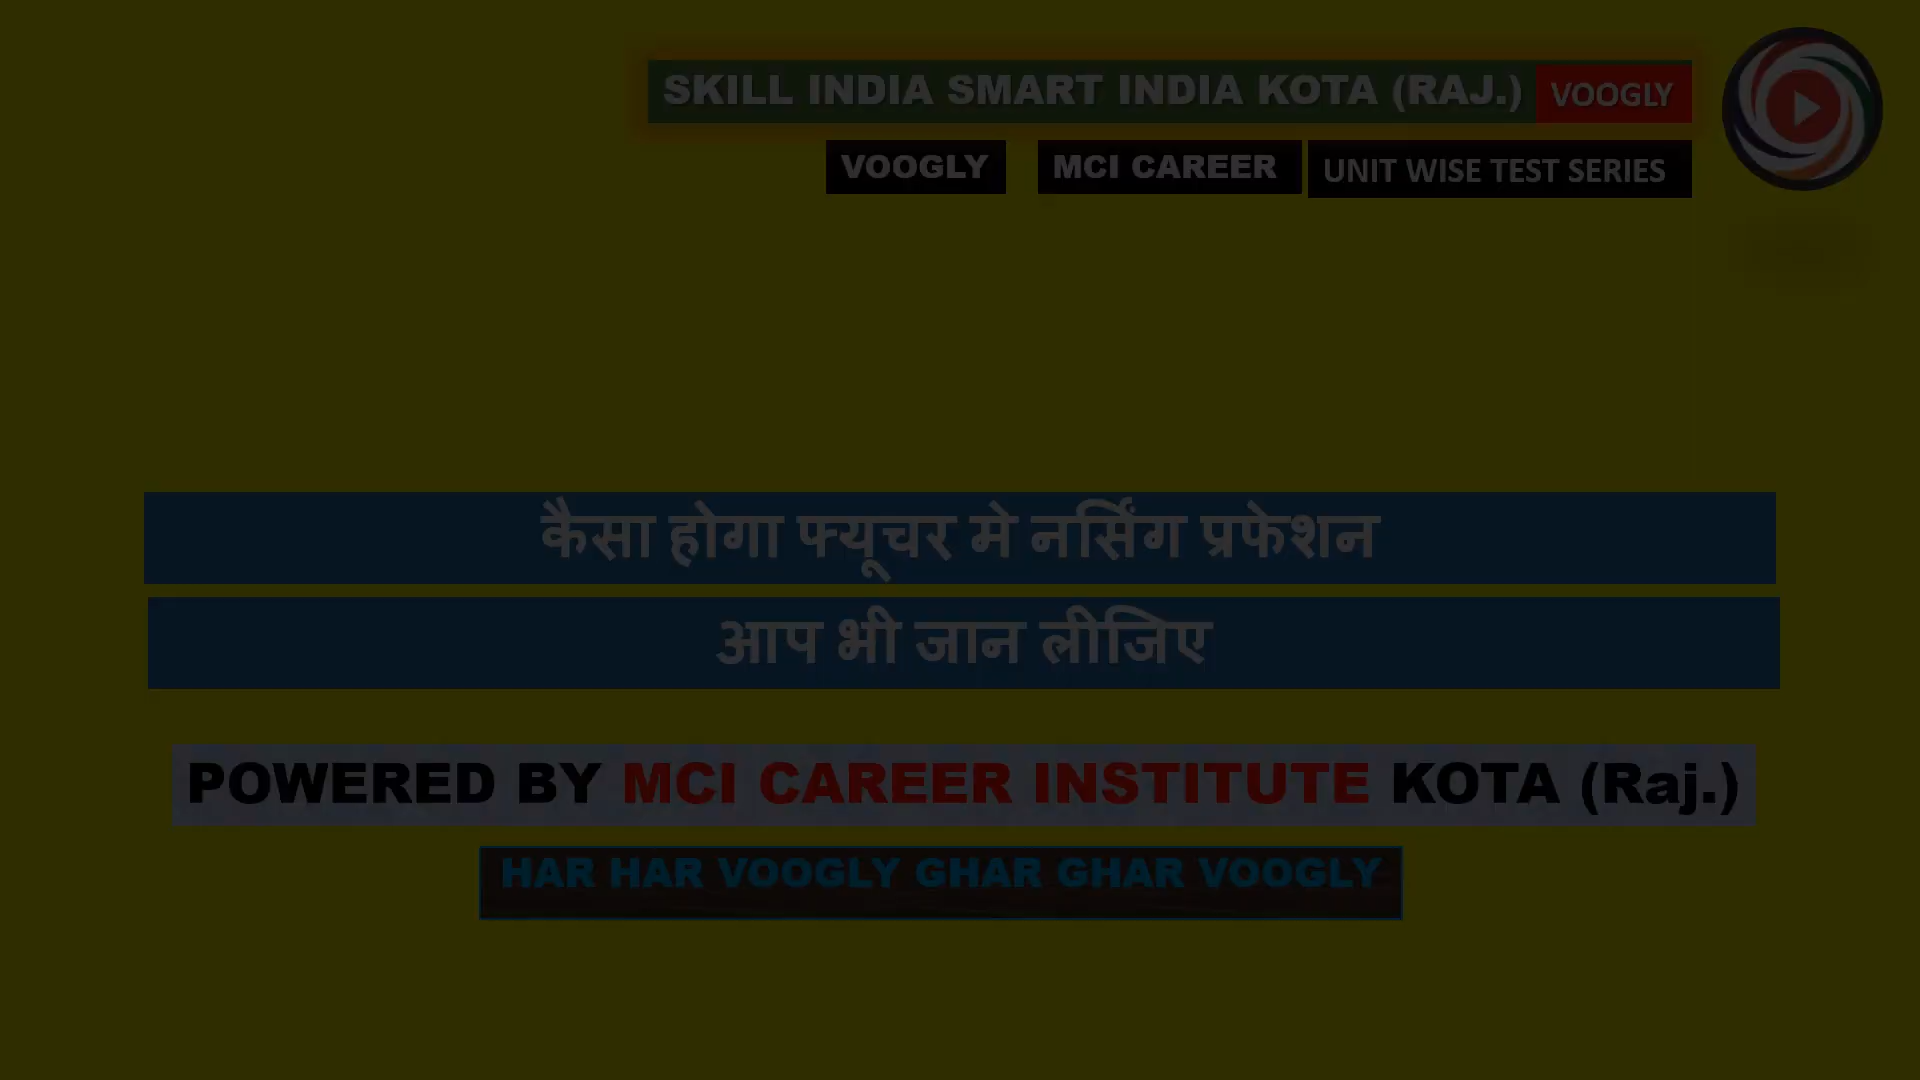 SKILL INDIA SMART INDIA KOTA (RAJ.) VOOGLY
VOOGLY MCI CAREER UNIT WISE TEST SERIES
कैसा होगा फ्यूचर मे नर्सिंग प्रफेशन
आप भी जान लीजिए
POWERED BY MCI CAREER INSTITUTE KOTA (Raj.)
HAR HAR VOOGLY GHAR GHAR VOOGLY